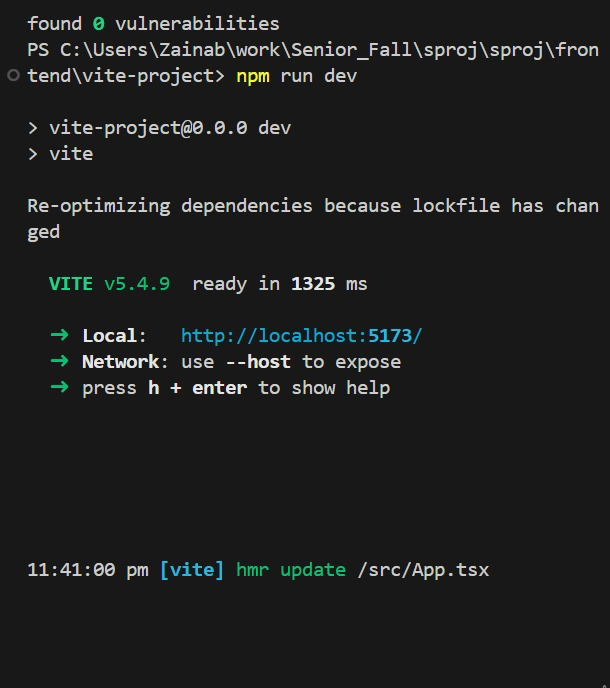 found 0 vulnerabilities
PS C:\Users\Zainab\work\Senior_Fall\sproj\sproj\fron
tend\vite-project> npm run dev
> vite-project@0.0.0 dev
> vite
Re-optimizing dependencies because lockfile has chan
ged
VITE v5.4.9 ready in 1325 ms
➜ Local: http://localhost:5173/
➜ Network: use --host to expose
➜ press h + enter to show help
11:41:00 pm [vite] hmr update /src/App.tsx